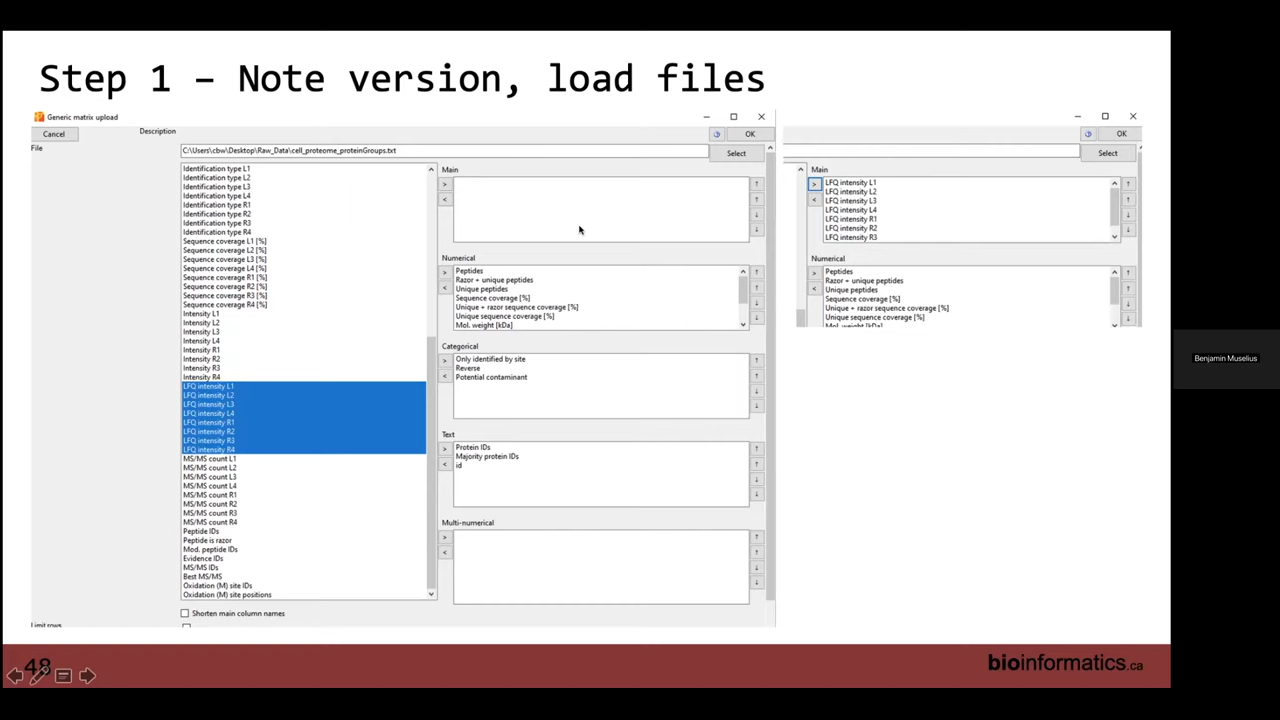 Step 1 – Note version, load files
Generic matrix upload
Cancel
Description
OK
File
C:\Users\cbw\Desktop\Raw_Data\cell_proteome_proteinGroups.txt
Select
Identification type L1
Identification type L2
Identification type L3
Identification type L4
Identification type R1
Identification type R2
Identification type R3
Identification type R4
Sequence coverage L1 [%]
Sequence coverage L2 [%]
Sequence coverage L3 [%]
Sequence coverage L4 [%]
Sequence coverage R1 [%]
Sequence coverage R2 [%]
Sequence coverage R3 [%]
Sequence coverage R4 [%]
Intensity L1
Intensity L2
Intensity L3
Intensity L4
Intensity R1
Intensity R2
Intensity R3
Intensity R4
LFQ intensity L1
LFQ intensity L2
LFQ intensity L3
LFQ intensity L4
LFQ intensity R1
LFQ intensity R2
LFQ intensity R3
LFQ intensity R4
MS/MS count L1
MS/MS count L2
MS/MS count L3
MS/MS count L4
MS/MS count R1
MS/MS count R2
MS/MS count R3
MS/MS count R4
Peptide IDs
Peptide is razor
Mod. peptide IDs
Evidence IDs
MS/MS IDs
Best MS/MS
Oxidation (M) site IDs
Oxidation (M) site positions
Shorten main column names
Limit rows
Main
Numerical
Peptides
Razor + unique peptides
Unique peptides
Sequence coverage [%]
Unique + razor sequence coverage [%]
Unique sequence coverage [%]
Mol. weight [kDa]
Categorical
Only identified by site
Reverse
Potential contaminant
Text
Protein IDs
Majority protein IDs
id
Multi-numerical
OK
Select
Main
LFQ intensity L1
LFQ intensity L2
LFQ intensity L3
LFQ intensity L4
LFQ intensity R1
LFQ intensity R2
LFQ intensity R3
Numerical
Peptides
Razor + unique peptides
Unique peptides
Sequence coverage [%]
Unique + razor sequence coverage [%]
Unique sequence coverage [%]
Mol. weight [kDa]
Benjamin Muselius
48
bioinformatics.ca